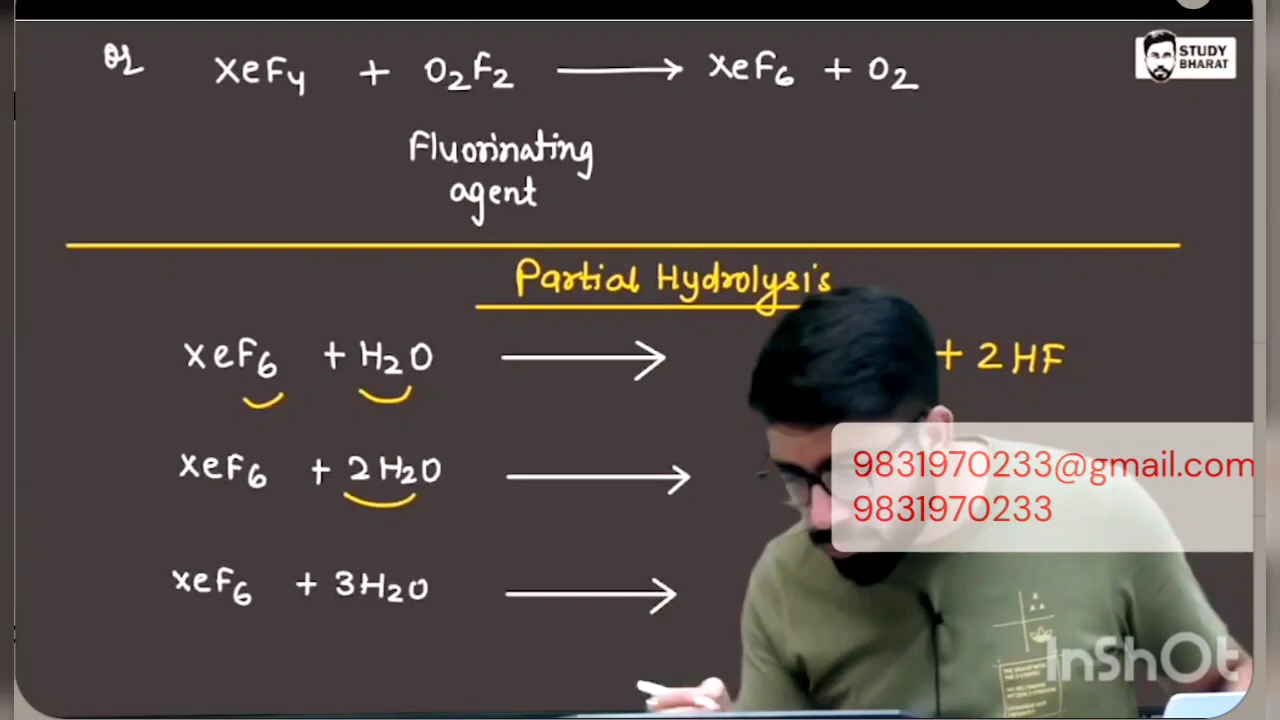 or XeF4 + O2F2 ⟶ XeF6 + O2
STUDY
BHARAT
Fluorinating
agent
Partial Hydrolysis
XeF6 + H2O ⟶ + 2HF
XeF6 + 2H2O ⟶
9831970233@gmail.com
9831970233
XeF6 + 3H2O ⟶
InShOt